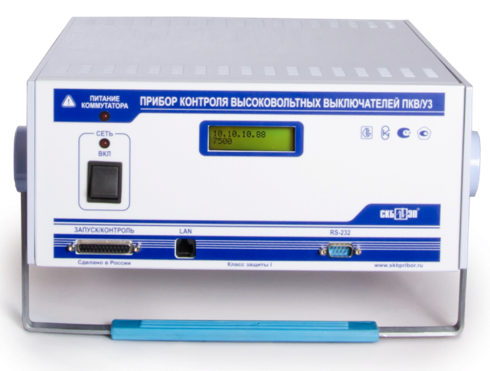 ПИТАНИЕ
КОММУТАТОРА
ПРИБОР КОНТРОЛЯ ВЫСОКОВОЛЬТНЫХ ВЫКЛЮЧАТЕЛЕЙ ПКВ/У3
10.10.10.88
7500
СЕТЬ
ВКЛ
СКБ ЭП
ЗАПУСК/КОНТРОЛЬ
LAN
RS-232
Сделано в России
Класс защиты I
www.skbpribor.ru